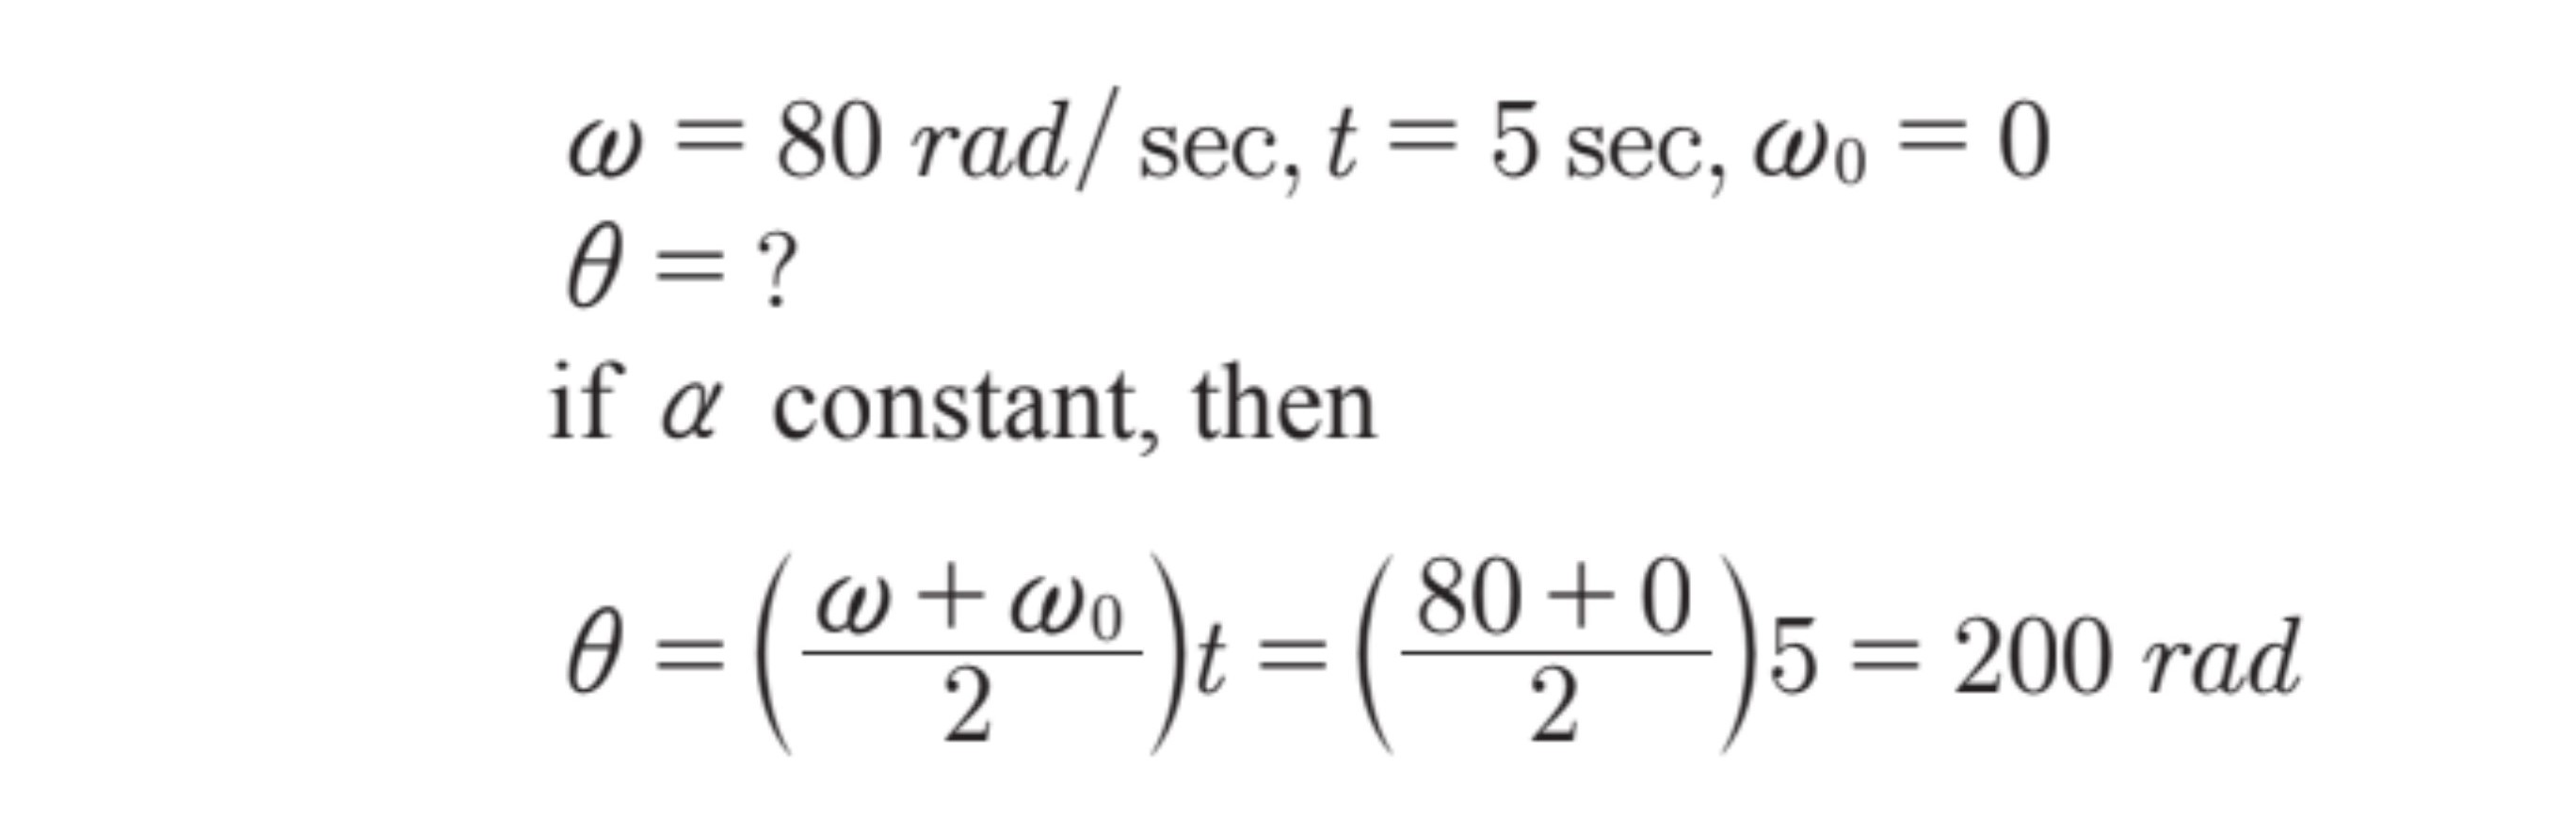 ω = 80 rad/ sec, t = 5 sec, ω₀ = 0
θ = ?
if α constant, then
θ = ((ω + ω₀)/2)t = ((80 + 0)/2)5 = 200 rad